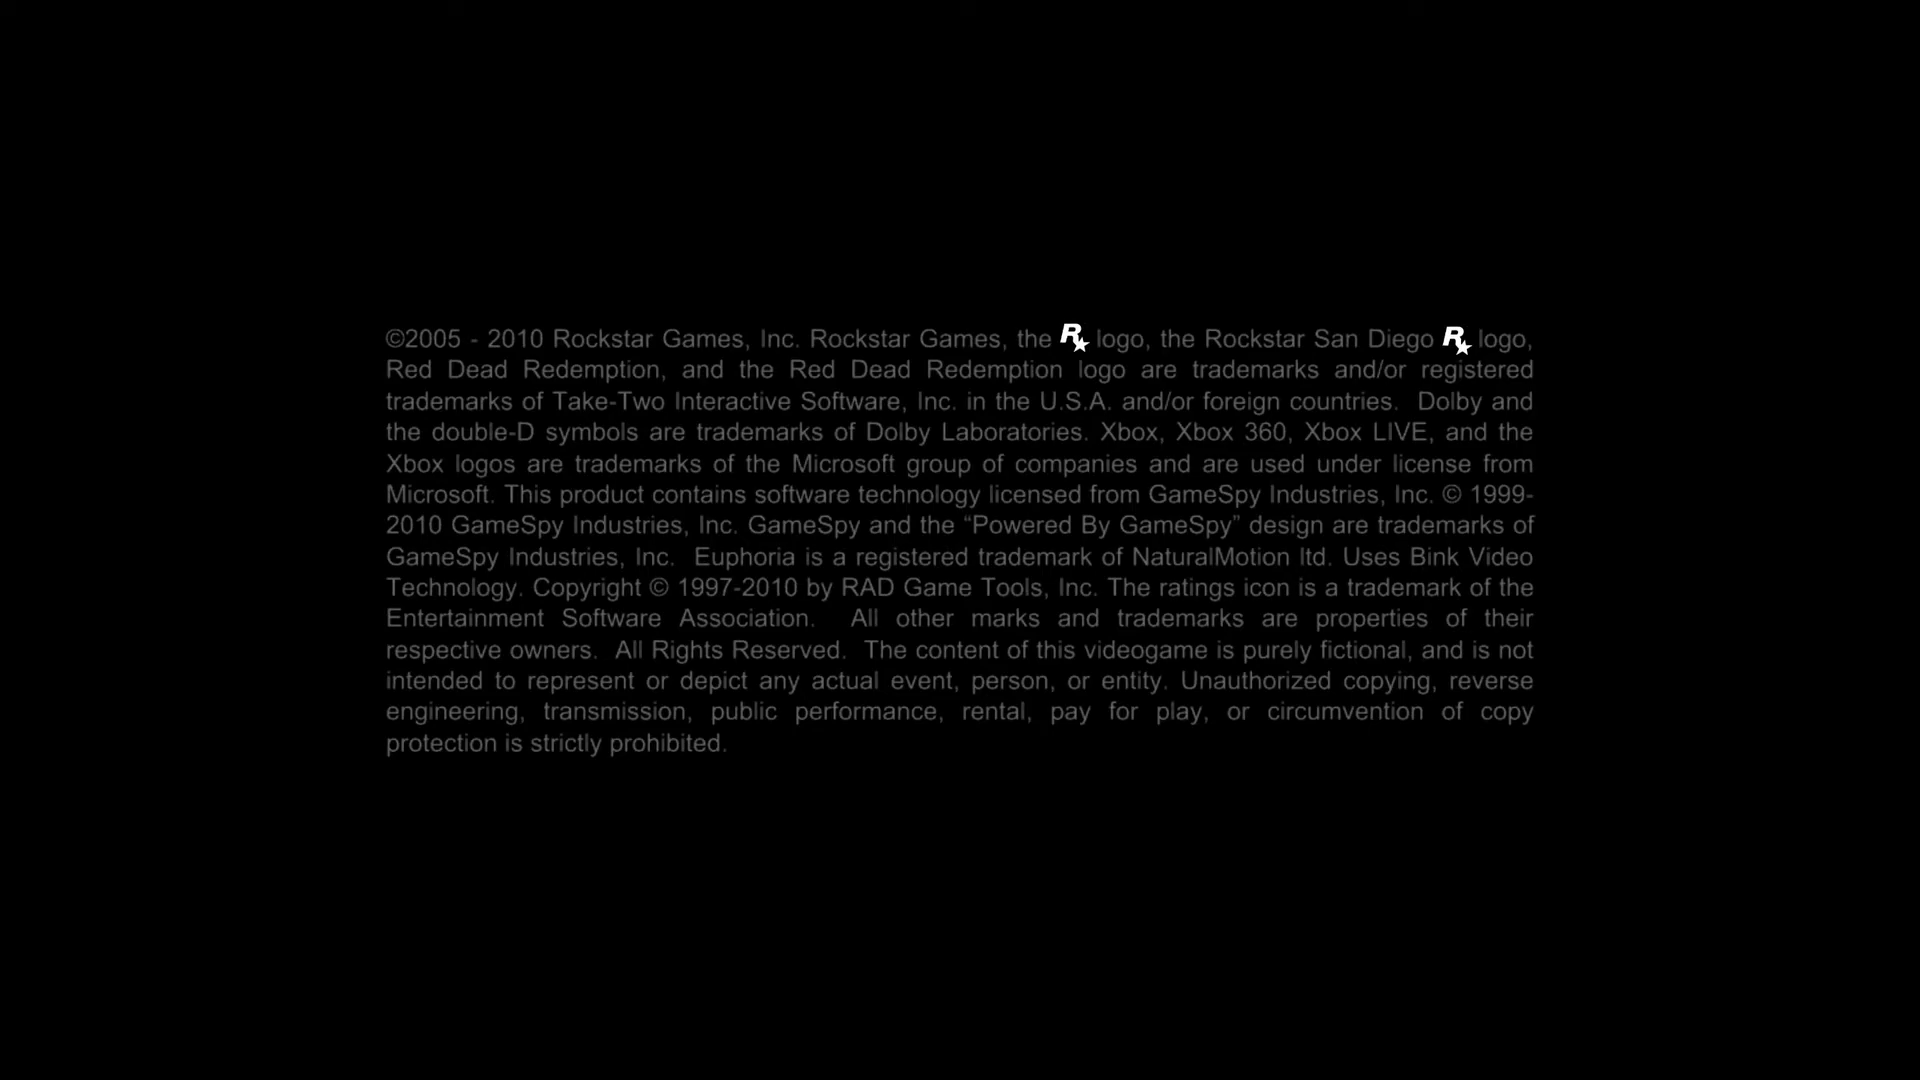 ©2005 - 2010 Rockstar Games, Inc. Rockstar Games, the R★ logo, the Rockstar San Diego R★ logo,
Red Dead Redemption, and the Red Dead Redemption logo are trademarks and/or registered
trademarks of Take-Two Interactive Software, Inc. in the U.S.A. and/or foreign countries. Dolby and
the double-D symbols are trademarks of Dolby Laboratories. Xbox, Xbox 360, Xbox LIVE, and the
Xbox logos are trademarks of the Microsoft group of companies and are used under license from
Microsoft. This product contains software technology licensed from GameSpy Industries, Inc. © 1999-
2010 GameSpy Industries, Inc. GameSpy and the “Powered By GameSpy” design are trademarks of
GameSpy Industries, Inc. Euphoria is a registered trademark of NaturalMotion ltd. Uses Bink Video
Technology. Copyright © 1997-2010 by RAD Game Tools, Inc. The ratings icon is a trademark of the
Entertainment Software Association. All other marks and trademarks are properties of their
respective owners. All Rights Reserved. The content of this videogame is purely fictional, and is not
intended to represent or depict any actual event, person, or entity. Unauthorized copying, reverse
engineering, transmission, public performance, rental, pay for play, or circumvention of copy
protection is strictly prohibited.